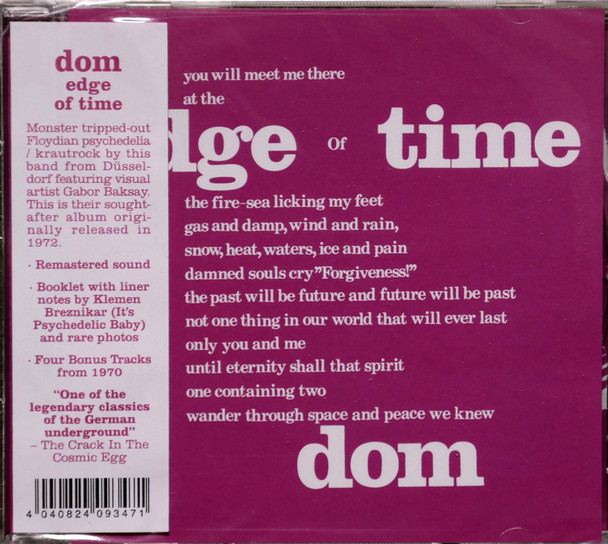 dom
edge
of time
Monster tripped-out
Floydian psychedelia
/ krautrock by this
band from Düssel-
dorf featuring visual
artist Gabor Baksay.
This is their sought-
after album origi-
nally released in
1972.
· Remastered sound
· Booklet with liner
notes by Klemen
Breznikar (It's
Psychedelic Baby)
and rare photos
· Four Bonus Tracks
from 1970
"One of the
legendary classics
of the German
underground"
– The Crack In The
Cosmic Egg
4 040824 093471
you will meet me there
at the
dge of time
the fire-sea licking my feet
gas and damp, wind and rain,
snow, heat, waters, ice and pain
damned souls cry "Forgiveness!"
the past will be future and future will be past
not one thing in our world that will ever last
only you and me
until eternity shall that spirit
one containing two
wander through space and peace we knew
dom